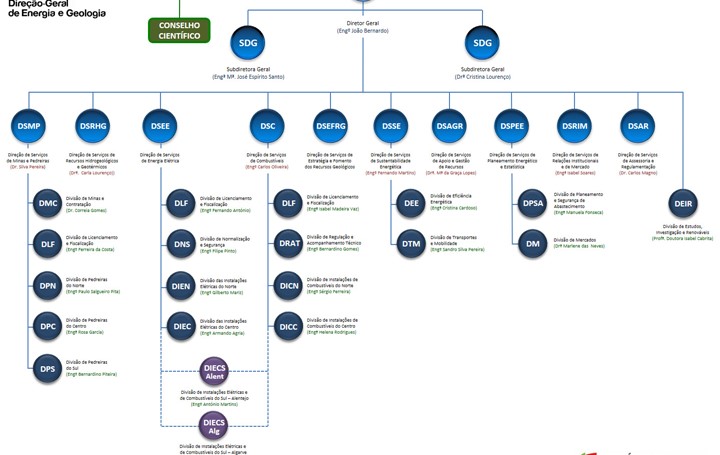 Direção-Geral
de Energia e Geologia
CONSELHO
CIENTÍFICO
Diretor Geral
(Engº João Bernardo)
SDG
Subdiretora Geral
(Engª Mª. José Espírito Santo)
SDG
Subdiretora Geral
(Drª Cristina Lourenço)
DSMP
Direção de Serviços
de Minas e Pedreiras
(Dr. Silva Pereira)
DSRHG
Direção de Serviços de
Recursos Hidrogeológicos
e Geotérmicos
(Drª. Carla Lourenço)
DSEE
Direção de Serviços
de Energia Elétrica
DSC
Direção de Serviços
de Combustíveis
(Engº Carlos Oliveira)
DSEFRG
Direção de Serviços de
Estratégia e Fomento
dos Recursos Geológicos
DSSE
Direção de Serviços
de Sustentabilidade
Energética
(Engº Fernando Martins)
DSAGR
Direção de Serviços
de Apoio e Gestão
de Recursos
(Drª. Mª da Graça Lopes)
DSPEE
Direção de Serviços de
Planeamento Energético
e Estatística
DSRIM
Direção de Serviços de
Relações Institucionais
e de Mercado
(Engª Isabel Soares)
DSAR
Direção de Serviços
de Assessoria e
Regulamentação
(Dr. Carlos Magno)
DMC
Divisão de Minas e
Contratação
(Dr. Correia Gomes)
DLF
Divisão de Licenciamento
e Fiscalização
(Engº Ferreira da Costa)
DPN
Divisão de Pedreiras
do Norte
(Engº Paulo Salgueiro Pita)
DPC
Divisão de Pedreiras
do Centro
(Engª Rosa Garcia)
DPS
Divisão de Pedreiras
do Sul
(Engº Bernardino Piteira)
DLF
Divisão de Licenciamento
e Fiscalização
(Engº Fernando António)
DNS
Divisão de Normalização
e Segurança
(Engº Filipe Pinto)
DIEN
Divisão das Instalações
Elétricas do Norte
(Engº Gilberto Maria)
DIEC
Divisão das Instalações
Elétricas do Centro
(Engº Armando Agria)
DLF
Divisão de Licenciamento
e Fiscalização
(Engª Isabel Madeira Vaz)
DRAT
Divisão de Regulação e
Acompanhamento Técnico
(Engº Bernardino Gomes)
DICN
Divisão de Instalações de
Combustíveis do Norte
(Engº Sérgio Ferreira)
DICC
Divisão de Instalações de
Combustíveis do Centro
(Engª Helena Rodrigues)
DIECS
Alent
Divisão de Instalações Elétricas e
de Combustíveis do Sul – Alentejo
(Engº António Martins)
DIECS
Alg
Divisão de Instalações Elétricas e
de Combustíveis do Sul – Algarve
DEE
Divisão de Eficiência
Energética
(Engª Cristina Cardoso)
DTM
Divisão de Transportes
e Mobilidade
(Engº Sandro Silva Pereira)
DPSA
Divisão de Planeamento
e Segurança de
Abastecimento
(Engª Manuela Fonseca)
DM
Divisão de Mercados
(Drª Marlene das Neves)
DEIR
Divisão de Estudos,
Investigação e Renováveis
(Profª. Doutora Isabel Cabrita)